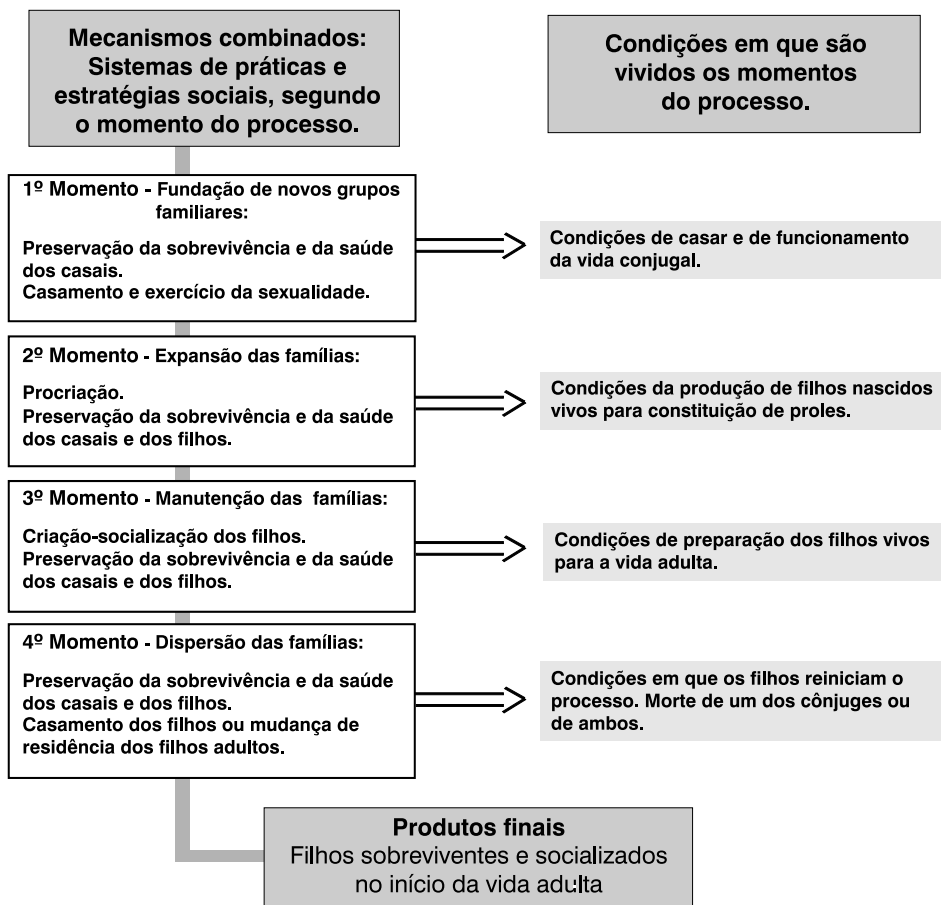 Mecanismos combinados:
Sistemas de práticas e
estratégias sociais, segundo
o momento do processo.
Condições em que são
vividos os momentos
do processo.
1º Momento - Fundação de novos grupos
familiares:
Preservação da sobrevivência e da saúde
dos casais.
Casamento e exercício da sexualidade.
Condições de casar e de funcionamento
da vida conjugal.
2º Momento - Expansão das famílias:
Procriação.
Preservação da sobrevivência e da saúde
dos casais e dos filhos.
Condições da produção de filhos nascidos
vivos para constituição de proles.
3º Momento - Manutenção das famílias:
Criação-socialização dos filhos.
Preservação da sobrevivência e da saúde
dos casais e dos filhos.
Condições de preparação dos filhos vivos
para a vida adulta.
4º Momento - Dispersão das famílias:
Preservação da sobrevivência e da saúde
dos casais e dos filhos.
Casamento dos filhos ou mudança de
residência dos filhos adultos.
Condições em que os filhos reiniciam o
processo. Morte de um dos cônjuges ou
de ambos.
Produtos finais
Filhos sobreviventes e socializados
no início da vida adulta